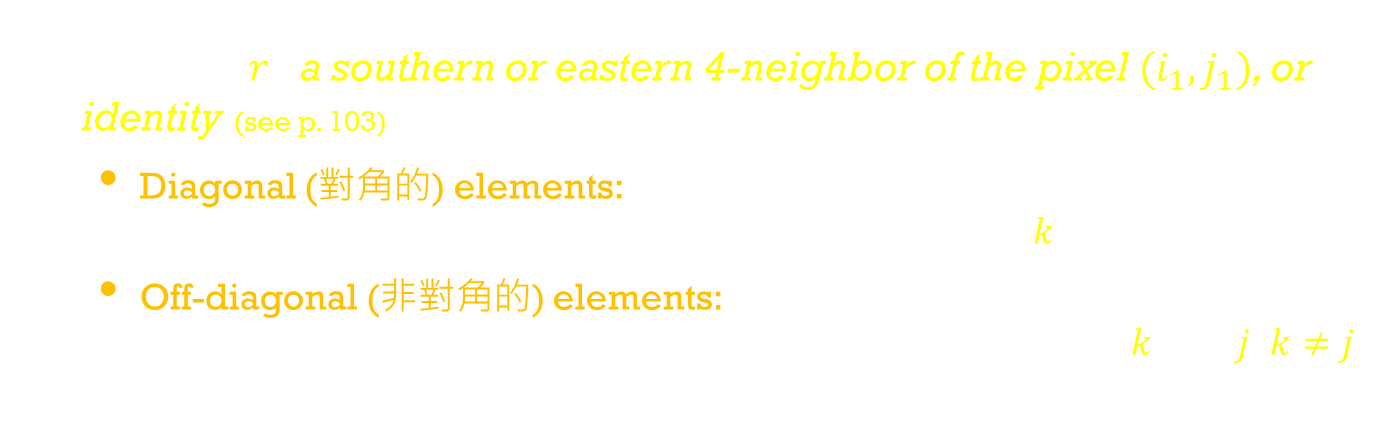 r a southern or eastern 4-neighbor of the pixel (i₁, j₁), or
identity (see p. 103)
• Diagonal (對角的) elements:
k
• Off-diagonal (非對角的) elements:
k j k ≠ j